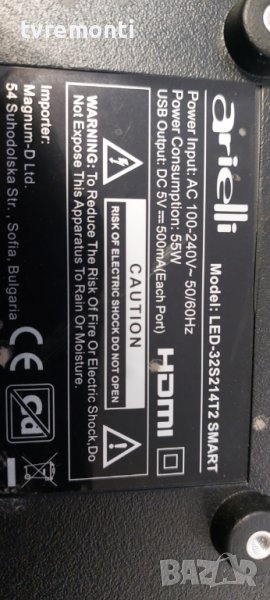 tvremonti
arielli
Model: LED-32S214T2 SMART
Power Input: AC 100-240V~ 50/60Hz
Power Consumption: 55W
USB Output: DC 5V⎓500mA(Each Port)
HDMI
CAUTION
RISK OF ELECTRIC SHOCK DO NOT OPEN
WARNING: To Reduce The Risk Of Fire Or Electric Shock,Do
Not Expose This Apparatus To Rain Or Moisture.
Importer:
Magnum-D Ltd.
54 Suhodolska Str., Sofia, Bulgaria
CE
BAZAR
bg